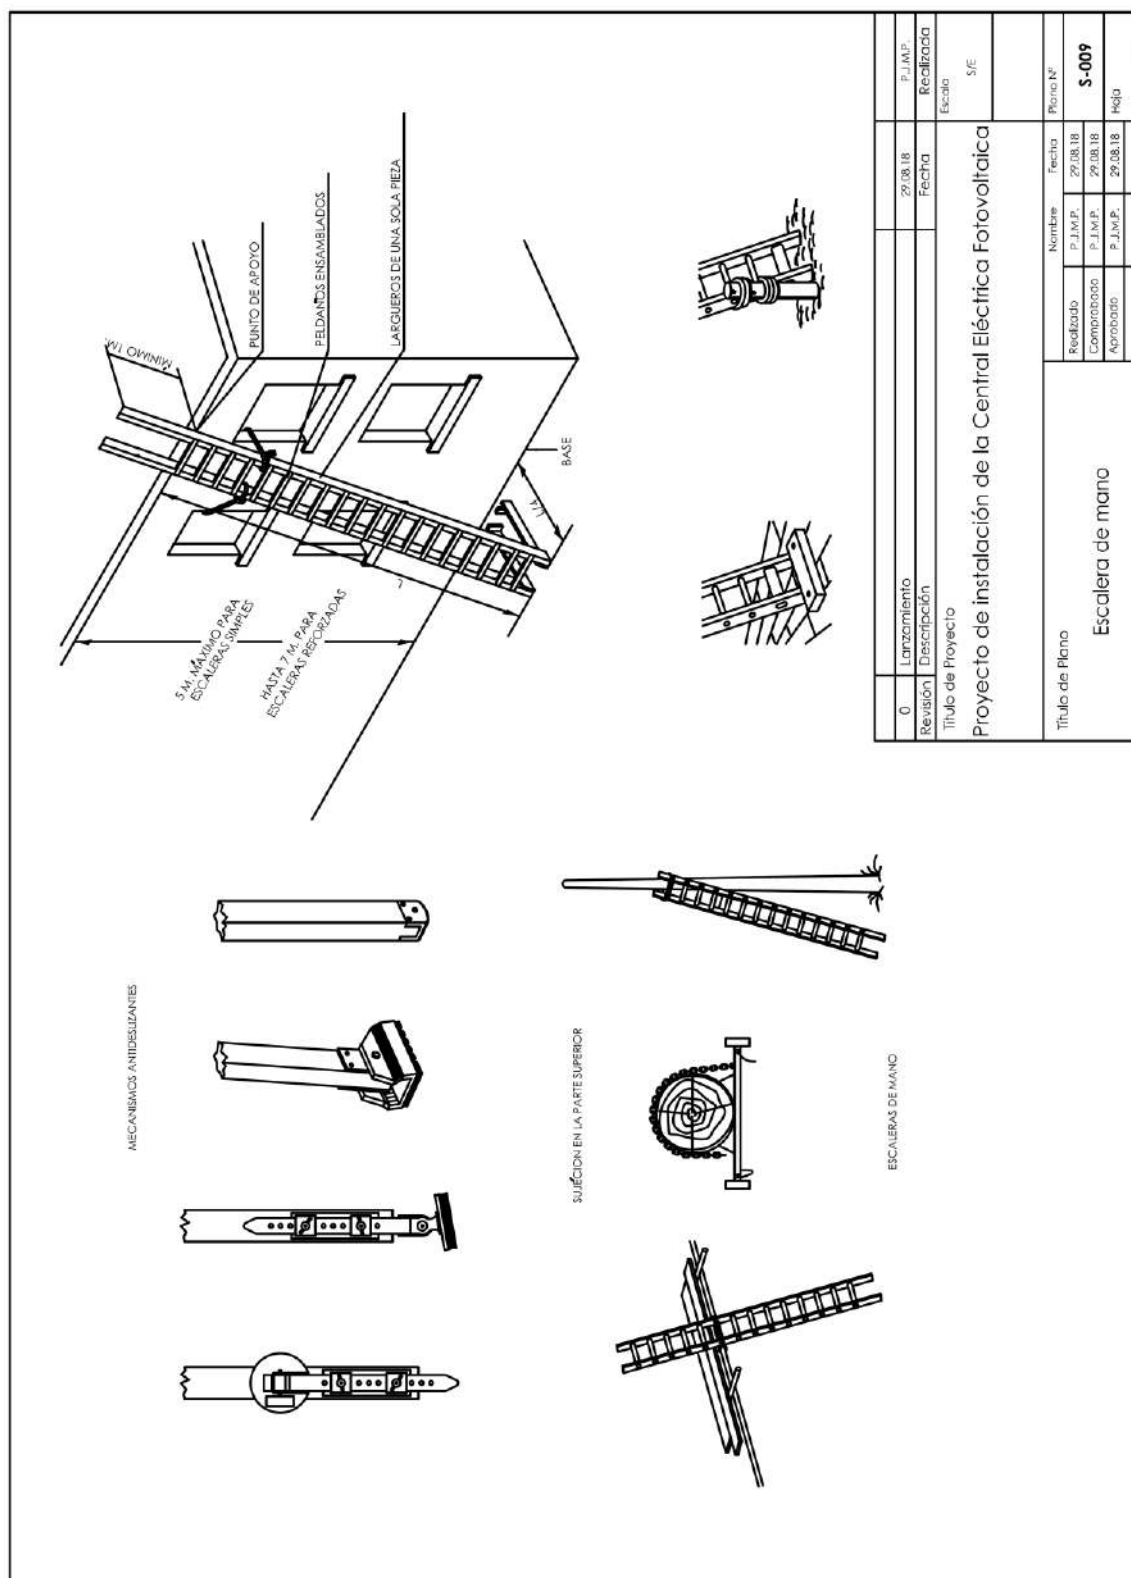 MECANISMOS ANTIDESLIZANTES
SUJECION EN LA PARTE SUPERIOR
ESCALERAS DE MANO
5 M. MAXIMO PARA
ESCALERAS SIMPLES
HASTA 7 M. PARA
ESCALERAS REFORZADAS
MINIMO 1M.
PUNTO DE APOYO
PELDAÑOS ENSAMBLADOS
LARGUEROS DE UNA SOLA PIEZA
L
L/4
BASE
0 Lanzamiento 29.08.18 P.J.M.P.
Revisión Descripción Fecha Realizada
Título de Proyecto
Proyecto de instalación de la Central Eléctrica Fotovoltaica
Escala
S/E
Título de Plano
Escalera de mano
Nombre Fecha
Realizado P.J.M.P. 29.08.18
Comprobado P.J.M.P. 29.08.18
Aprobado P.J.M.P. 29.08.18
Plano Nº
S-009
Hoja